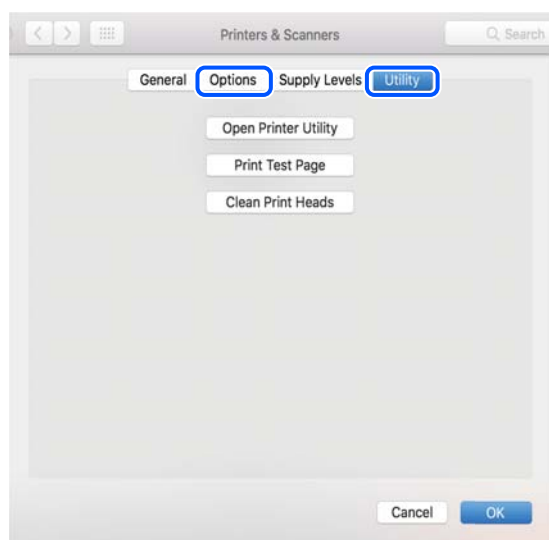 Printers & Scanners Search
General Options Supply Levels Utility
Open Printer Utility
Print Test Page
Clean Print Heads
Cancel OK